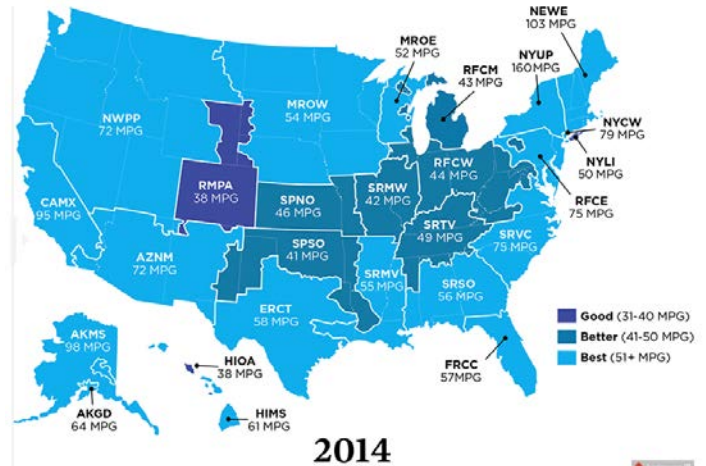 NEWE
103 MPG
MROE
52 MPG
NYUP
160 MPG
RFCM
43 MPG
NWPP
72 MPG
MROW
54 MPG
NYCW
79 MPG
NYLI
50 MPG
RFCW
44 MPG
RMPA
38 MPG
SPNO
46 MPG
SRMW
42 MPG
RFCE
75 MPG
CAMX
95 MPG
SRTV
49 MPG
SRVC
75 MPG
AZNM
72 MPG
SPSO
41 MPG
SRMV
55 MPG
SRSO
56 MPG
ERCT
58 MPG
Good (31-40 MPG)
Better (41-50 MPG)
Best (51+ MPG)
AKMS
98 MPG
HIOA
38 MPG
FRCC
57MPG
AKGD
64 MPG
HIMS
61 MPG
2014